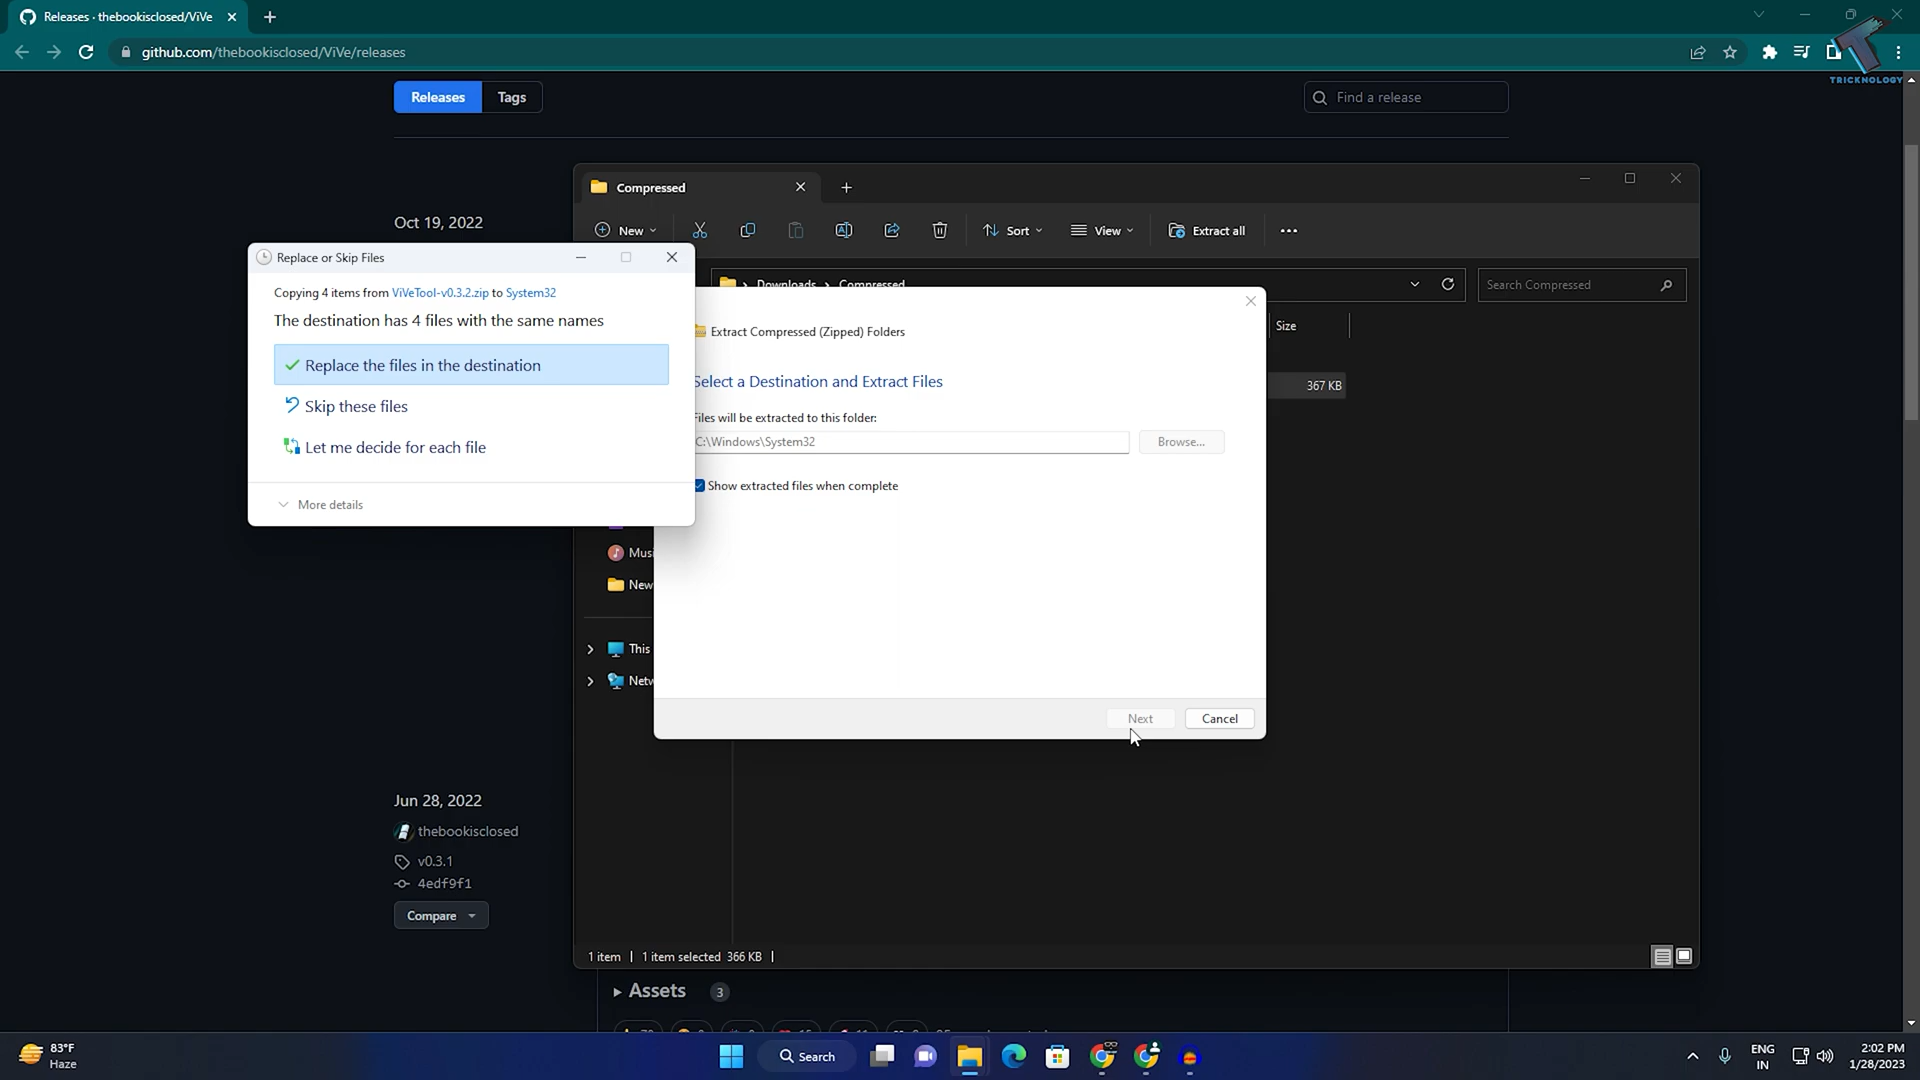 Releases · thebookisclosed/ViVe
github.com/thebookisclosed/ViVe/releases
TRICKNOLOGY
Releases
Tags
Find a release
Compressed
Oct 19, 2022
New
Sort
View
Extract all
Replace or Skip Files
Downloads
Compressed
Search Compressed
Copying 4 items from ViVeTool-v0.3.2.zip to System32
The destination has 4 files with the same names
Extract Compressed (Zipped) Folders
Size
Replace the files in the destination
Select a Destination and Extract Files
367 KB
Skip these files
Files will be extracted to this folder:
C:\Windows\System32
Browse...
Let me decide for each file
Show extracted files when complete
More details
Musi
New
This
Netw
Next
Cancel
Jun 28, 2022
thebookisclosed
v0.3.1
4edf9f1
Compare
1 item
1 item selected 366 KB
Assets
3
83°F
Haze
Search
ENG
IN
2:02 PM
1/28/2023